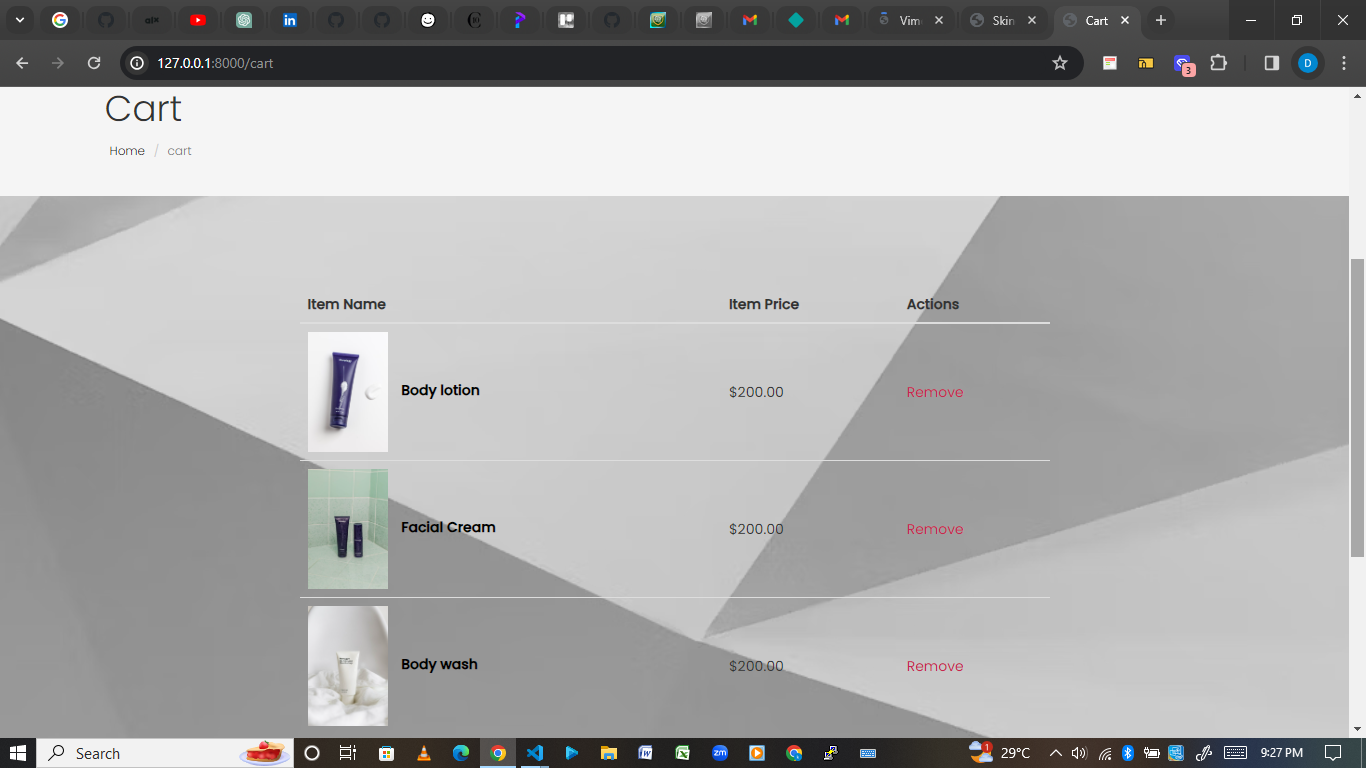 Vim
Skin
Cart
127.0.0.1:8000/cart
3
D
Cart
Home / cart
Item Name Item Price Actions
Body lotion $200.00 Remove
Facial Cream $200.00 Remove
Body wash $200.00 Remove
Search
1
29°C
9:27 PM